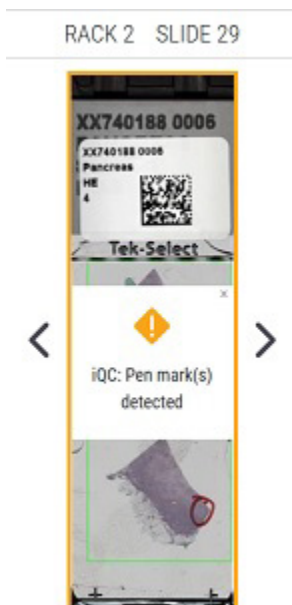 RACK 2 SLIDE 29
XX740188 0006
XX740188 0006
Pancreas
HE
4
Tek-Select
x
iQC: Pen mark(s)
detected